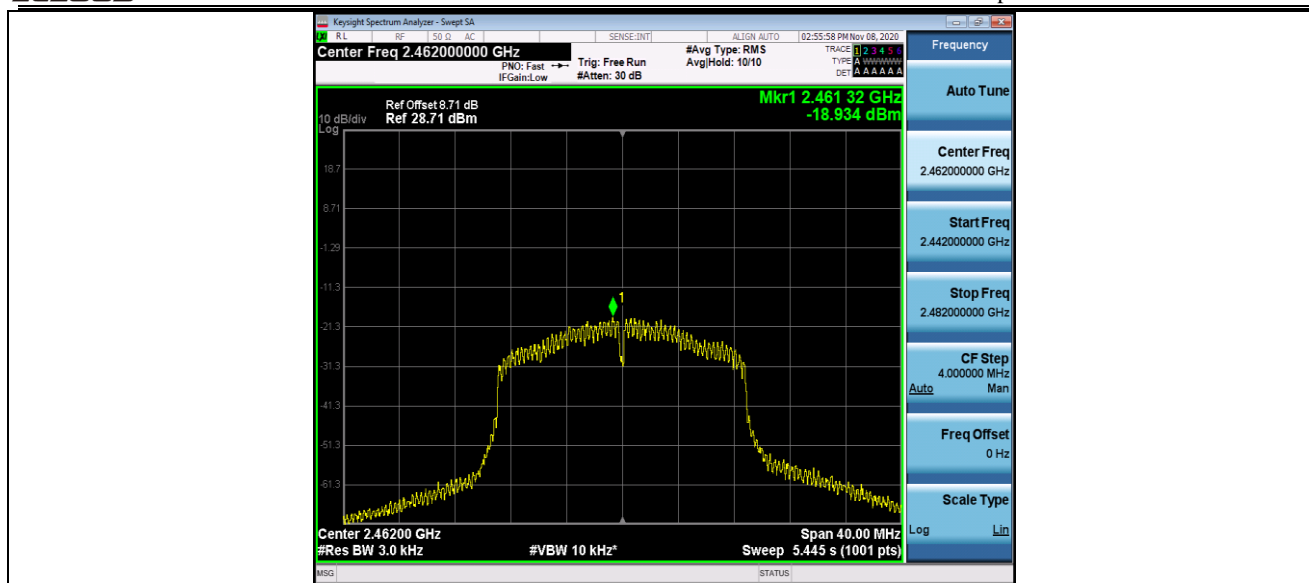 Keysight Spectrum Analyzer - Swept SA
LXI RL RF 50 Ω AC SENSE:INT ALIGN AUTO 02:55:58 PM Nov 08, 2020
Center Freq 2.462000000 GHz
PNO: Fast
IFGain:Low
Trig: Free Run
#Atten: 30 dB
#Avg Type: RMS
Avg|Hold: 10/10
TRACE 1 2 3 4 5 6
TYPE A WWWWW
DET A A A A A A
Ref Offset 8.71 dB
10 dB/div Ref 28.71 dBm
Log
Mkr1 2.461 32 GHz
-18.934 dBm
18.7
8.71
-1.29
-11.3
-21.3
-31.3
-41.3
-51.3
-61.3
1
Center 2.46200 GHz
Span 40.00 MHz
#Res BW 3.0 kHz
#VBW 10 kHz*
Sweep 5.445 s (1001 pts)
MSG
STATUS
Frequency
Auto Tune
Center Freq
2.462000000 GHz
Start Freq
2.442000000 GHz
Stop Freq
2.482000000 GHz
CF Step
4.000000 MHz
Auto Man
Freq Offset
0 Hz
Scale Type
Log Lin